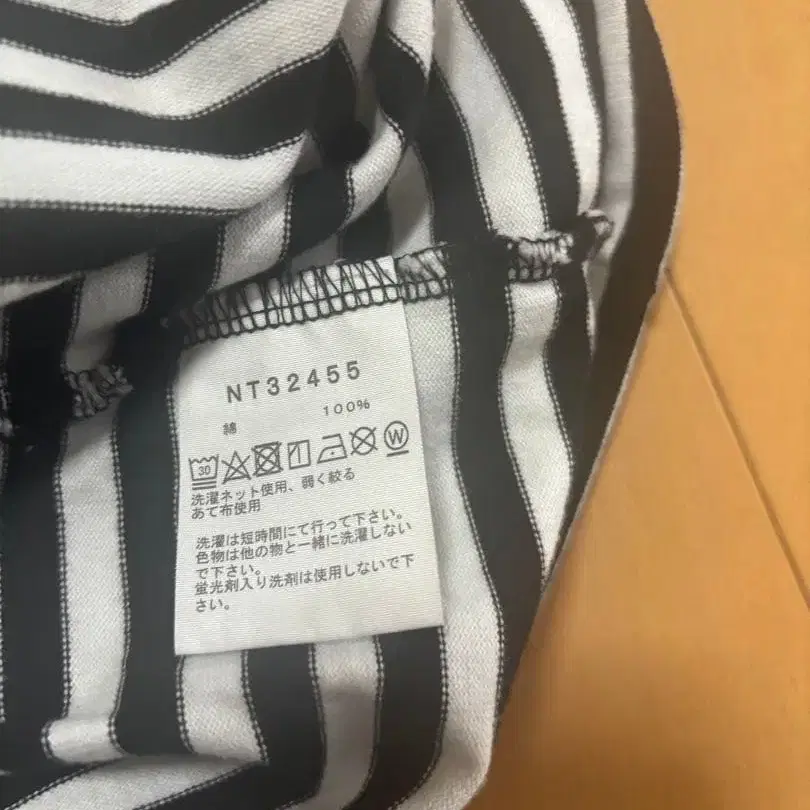 NT32455
綿 100%
30 W
洗濯ネット使用、弱く絞る
あて布使用
洗濯は短時間にて行って下さい。
色物は他の物と一緒に洗濯しない
で下さい。
蛍光剤入り洗剤は使用しないで下
さい。